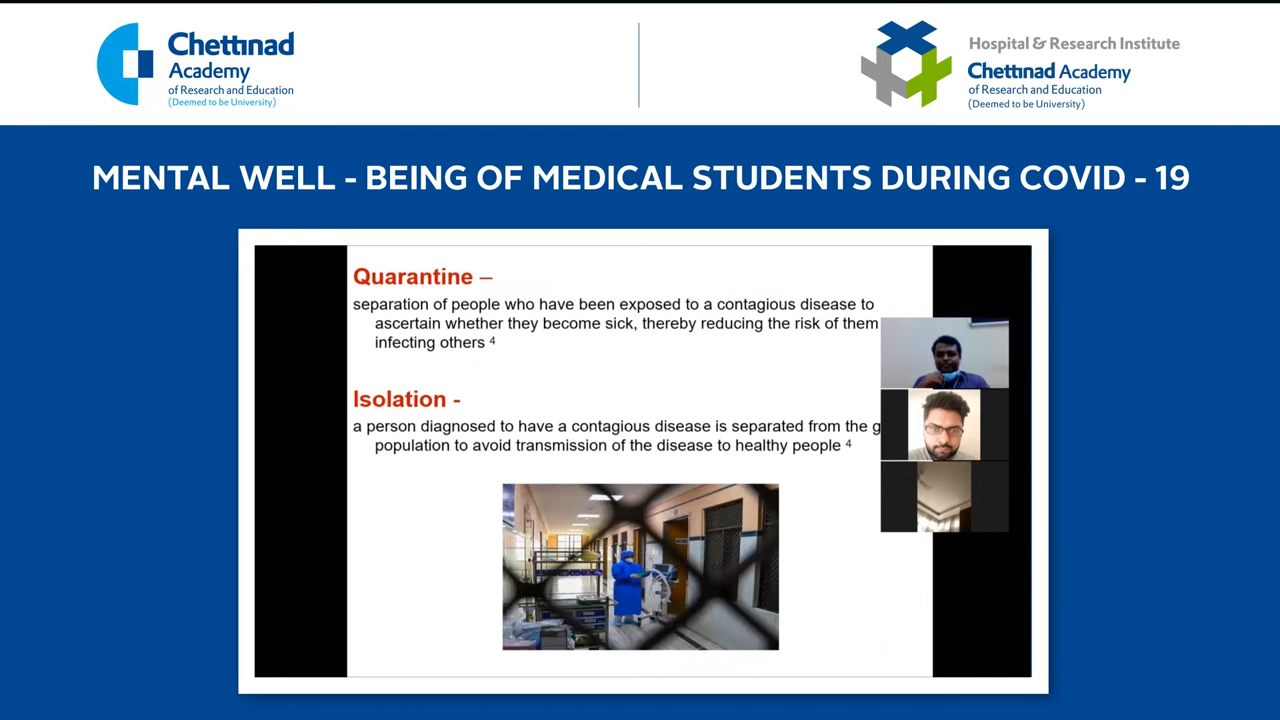 Chettinad
Academy
of Research and Education
(Deemed to be University)
Hospital & Research Institute
Chettinad Academy
of Research and Education
(Deemed to be University)
MENTAL WELL - BEING OF MEDICAL STUDENTS DURING COVID - 19
Quarantine –
separation of people who have been exposed to a contagious disease to
ascertain whether they become sick, thereby reducing the risk of them
infecting others 4
Isolation -
a person diagnosed to have a contagious disease is separated from the g
population to avoid transmission of the disease to healthy people 4